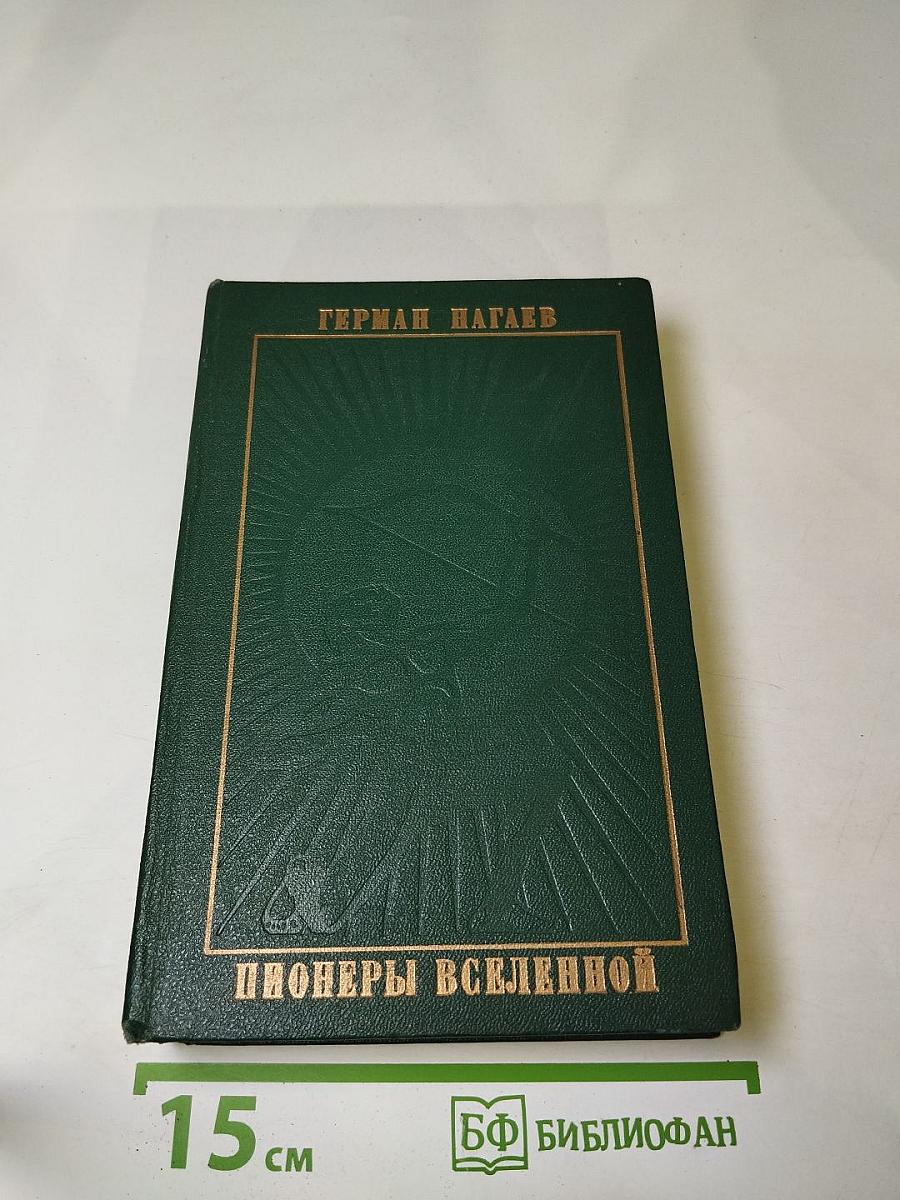 ГЕРМАН НАГАЕВ
ПИОНЕРЫ ВСЕЛЕННОЙ
15 см
БФ БИБЛИОФАН